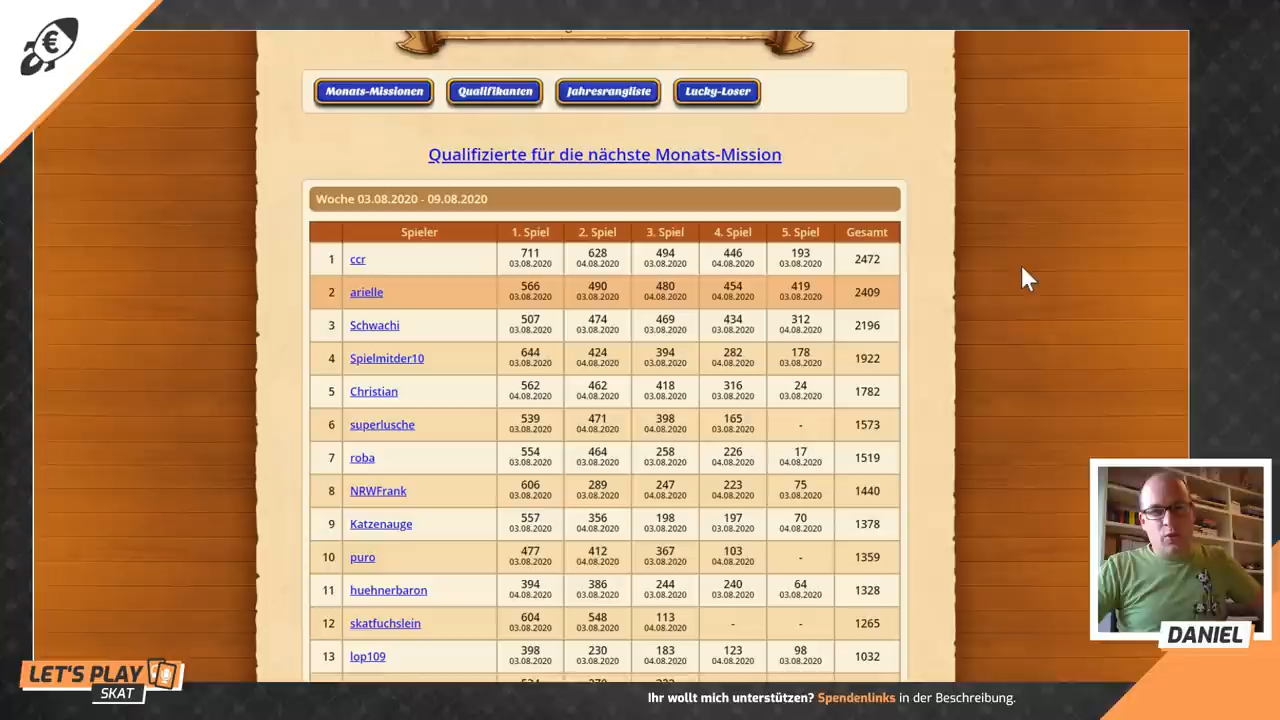 €
Monats-Missionen Qualifikanten Jahresrangliste Lucky-Loser
Qualifizierte für die nächste Monats-Mission
Woche 03.08.2020 - 09.08.2020
Spieler 1. Spiel 2. Spiel 3. Spiel 4. Spiel 5. Spiel Gesamt
1 ccr 711 628 494 446 193 2472
03.08.2020 04.08.2020 03.08.2020 04.08.2020 03.08.2020
2 arielle 566 490 480 454 419 2409
03.08.2020 03.08.2020 04.08.2020 04.08.2020 03.08.2020
3 Schwachi 507 474 469 434 312 2196
03.08.2020 04.08.2020 03.08.2020 03.08.2020 04.08.2020
4 Spielmitder10 644 424 394 282 178 1922
03.08.2020 04.08.2020 03.08.2020 04.08.2020 03.08.2020
5 Christian 562 462 418 316 24 1782
04.08.2020 04.08.2020 03.08.2020 04.08.2020 03.08.2020
6 superlusche 539 471 398 165 - 1573
03.08.2020 03.08.2020 04.08.2020 04.08.2020
7 roba 554 464 258 226 17 1519
03.08.2020 03.08.2020 03.08.2020 04.08.2020 04.08.2020
8 NRWFrank 606 289 247 223 75 1440
03.08.2020 03.08.2020 04.08.2020 04.08.2020 03.08.2020
9 Katzenauge 557 356 198 197 70 1378
03.08.2020 04.08.2020 03.08.2020 03.08.2020 03.08.2020
10 puro 477 412 367 103 - 1359
03.08.2020 04.08.2020 03.08.2020 04.08.2020
11 huehnerbaron 394 386 244 240 64 1328
04.08.2020 03.08.2020 04.08.2020 03.08.2020 03.08.2020
12 skatfuchslein 604 548 113 - - 1265
03.08.2020 03.08.2020 04.08.2020
13 lop109 398 230 183 123 98 1032
03.08.2020 03.08.2020 04.08.2020 04.08.2020 03.08.2020
DANIEL
LET'S PLAY
SKAT
Ihr wollt mich unterstützen? Spendenlinks in der Beschreibung.